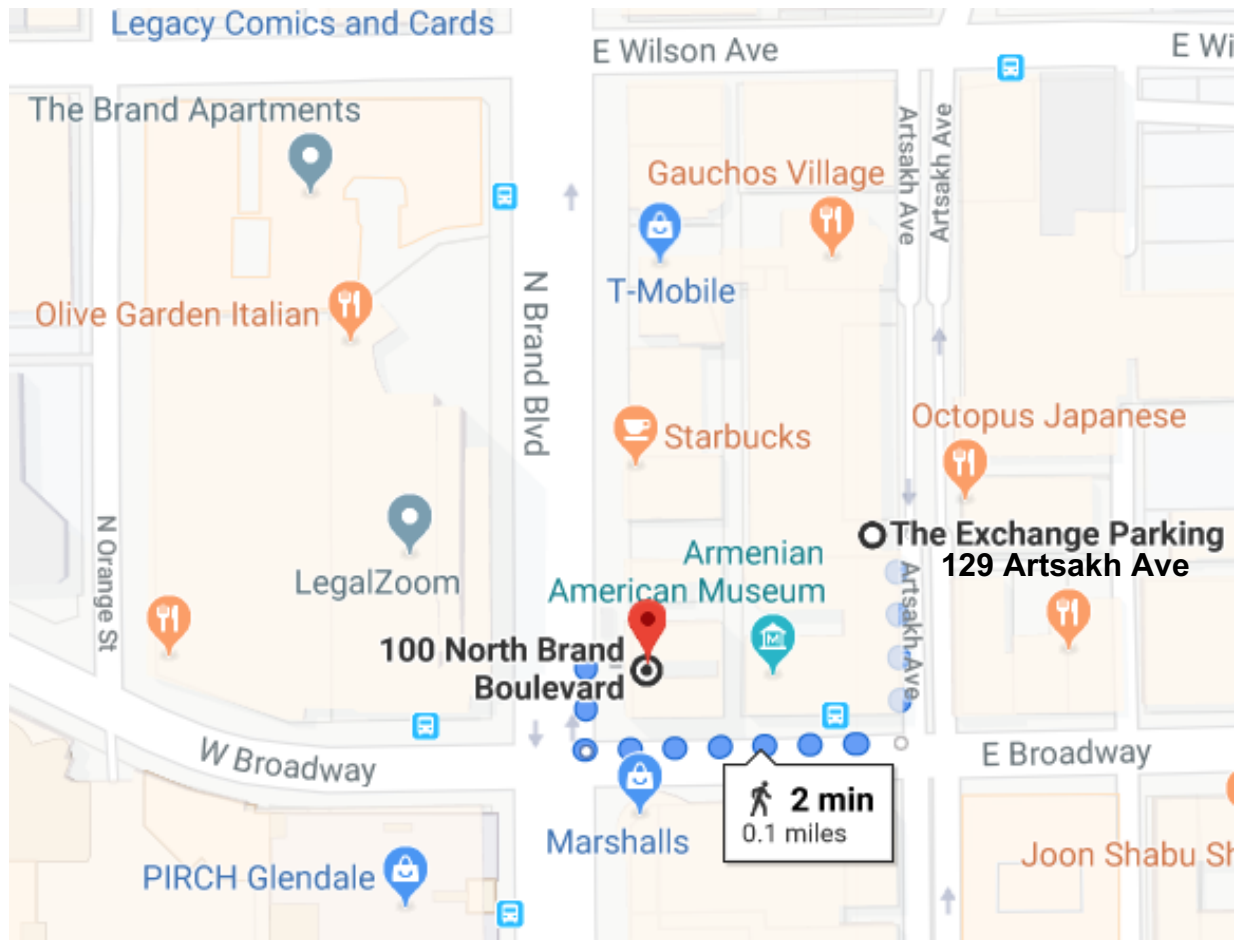 Legacy Comics and Cards
E Wilson Ave
E Wi
The Brand Apartments
Artsakh Ave
Artsakh Ave
Gauchos Village
T-Mobile
Olive Garden Italian
N Brand Blvd
Octopus Japanese
Starbucks
N Orange St
The Exchange Parking
129 Artsakh Ave
Armenian
American Museum
LegalZoom
Artsakh Ave
100 North Brand
Boulevard
W Broadway
E Broadway
2 min
0.1 miles
Marshalls
Joon Shabu Sh
PIRCH Glendale
M